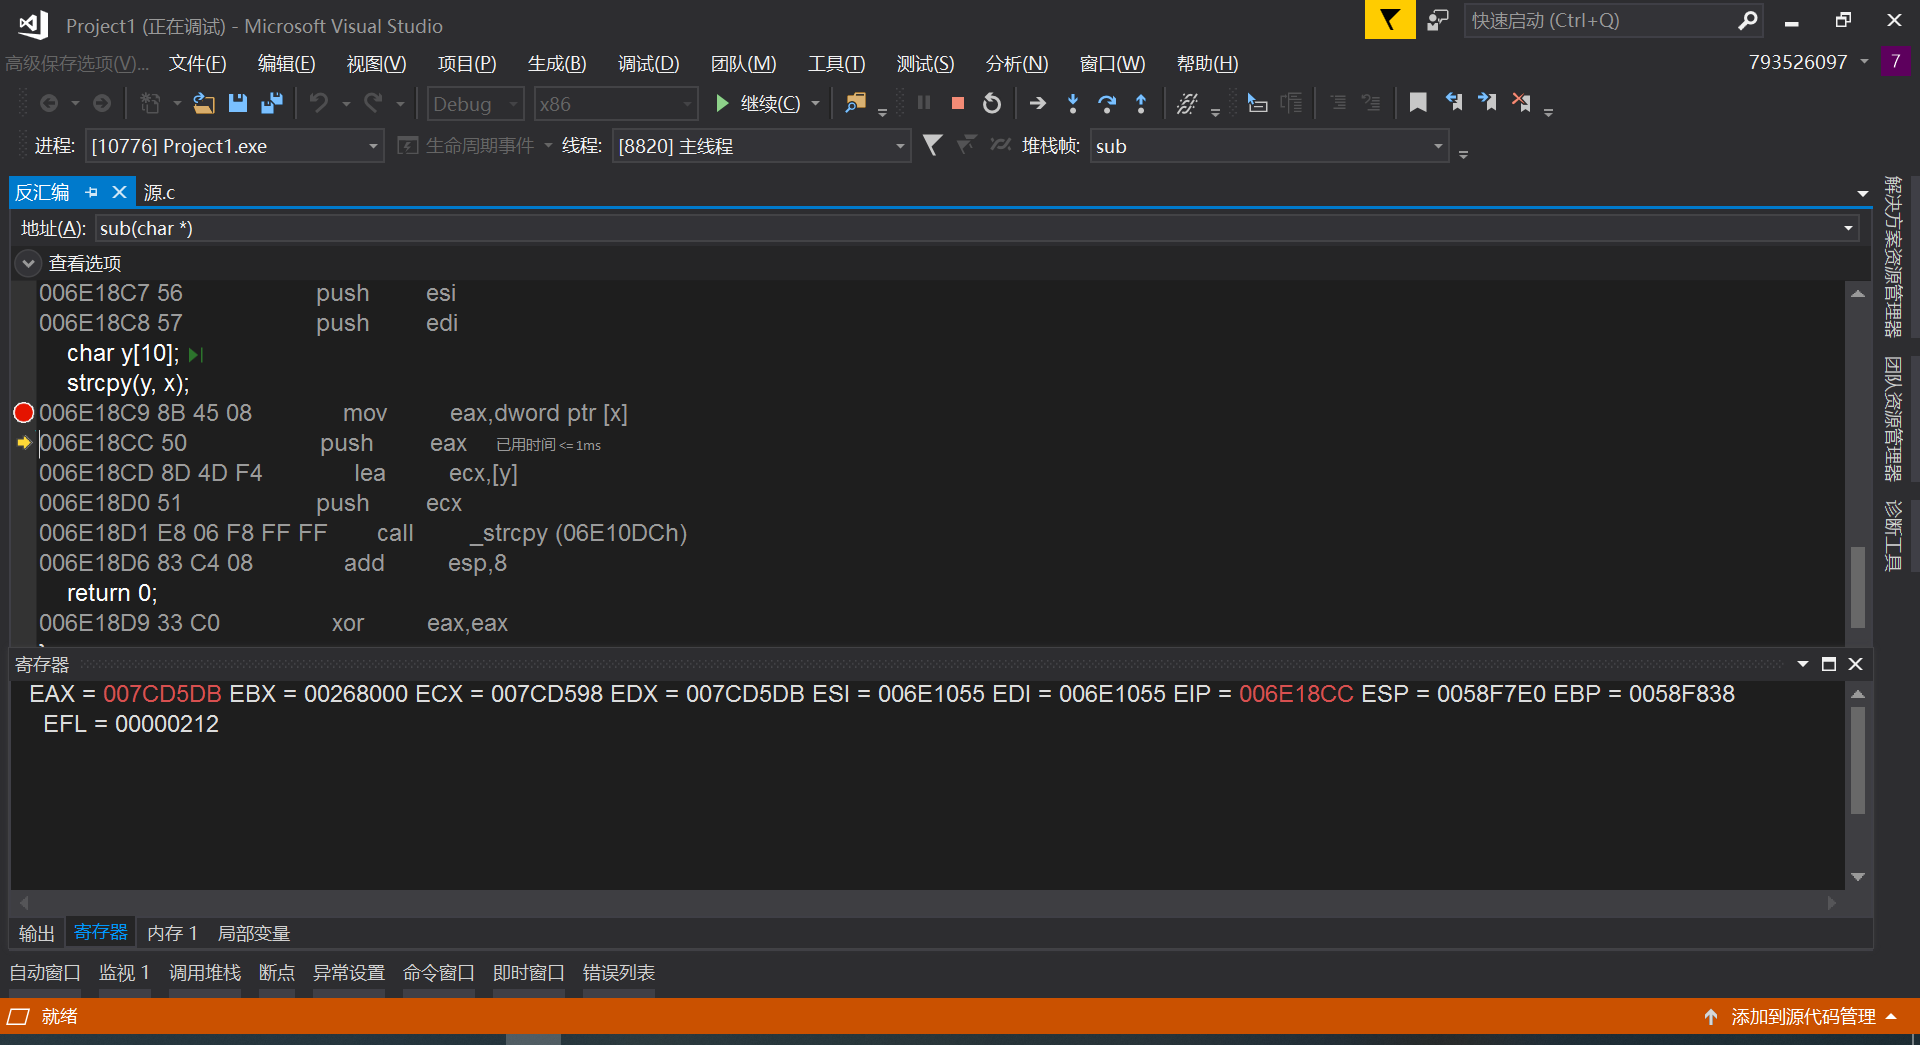 Project1 (正在调试) - Microsoft Visual Studio
快速启动 (Ctrl+Q)
高级保存选项(V)... 文件(F) 编辑(E) 视图(V) 项目(P) 生成(B) 调试(D) 团队(M) 工具(T) 测试(S) 分析(N) 窗口(W) 帮助(H)
793526097 7
Debug x86 继续(C)
进程: [10776] Project1.exe 生命周期事件 线程: [8820] 主线程 堆栈帧: sub
反汇编 源.c
地址(A): sub(char *)
查看选项
006E18C7 56 push esi
006E18C8 57 push edi
char y[10];
strcpy(y, x);
006E18C9 8B 45 08 mov eax,dword ptr [x]
006E18CC 50 push eax 已用时间 <= 1ms
006E18CD 8D 4D F4 lea ecx,[y]
006E18D0 51 push ecx
006E18D1 E8 06 F8 FF FF call _strcpy (06E10DCh)
006E18D6 83 C4 08 add esp,8
return 0;
006E18D9 33 C0 xor eax,eax
寄存器
EAX = 007CD5DB EBX = 00268000 ECX = 007CD598 EDX = 007CD5DB ESI = 006E1055 EDI = 006E1055 EIP = 006E18CC ESP = 0058F7E0 EBP = 0058F838
EFL = 00000212
输出 寄存器 内存 1 局部变量
自动窗口 监视 1 调用堆栈 断点 异常设置 命令窗口 即时窗口 错误列表
就绪
添加到源代码管理
解决方案资源管理器
团队资源管理器
诊断工具